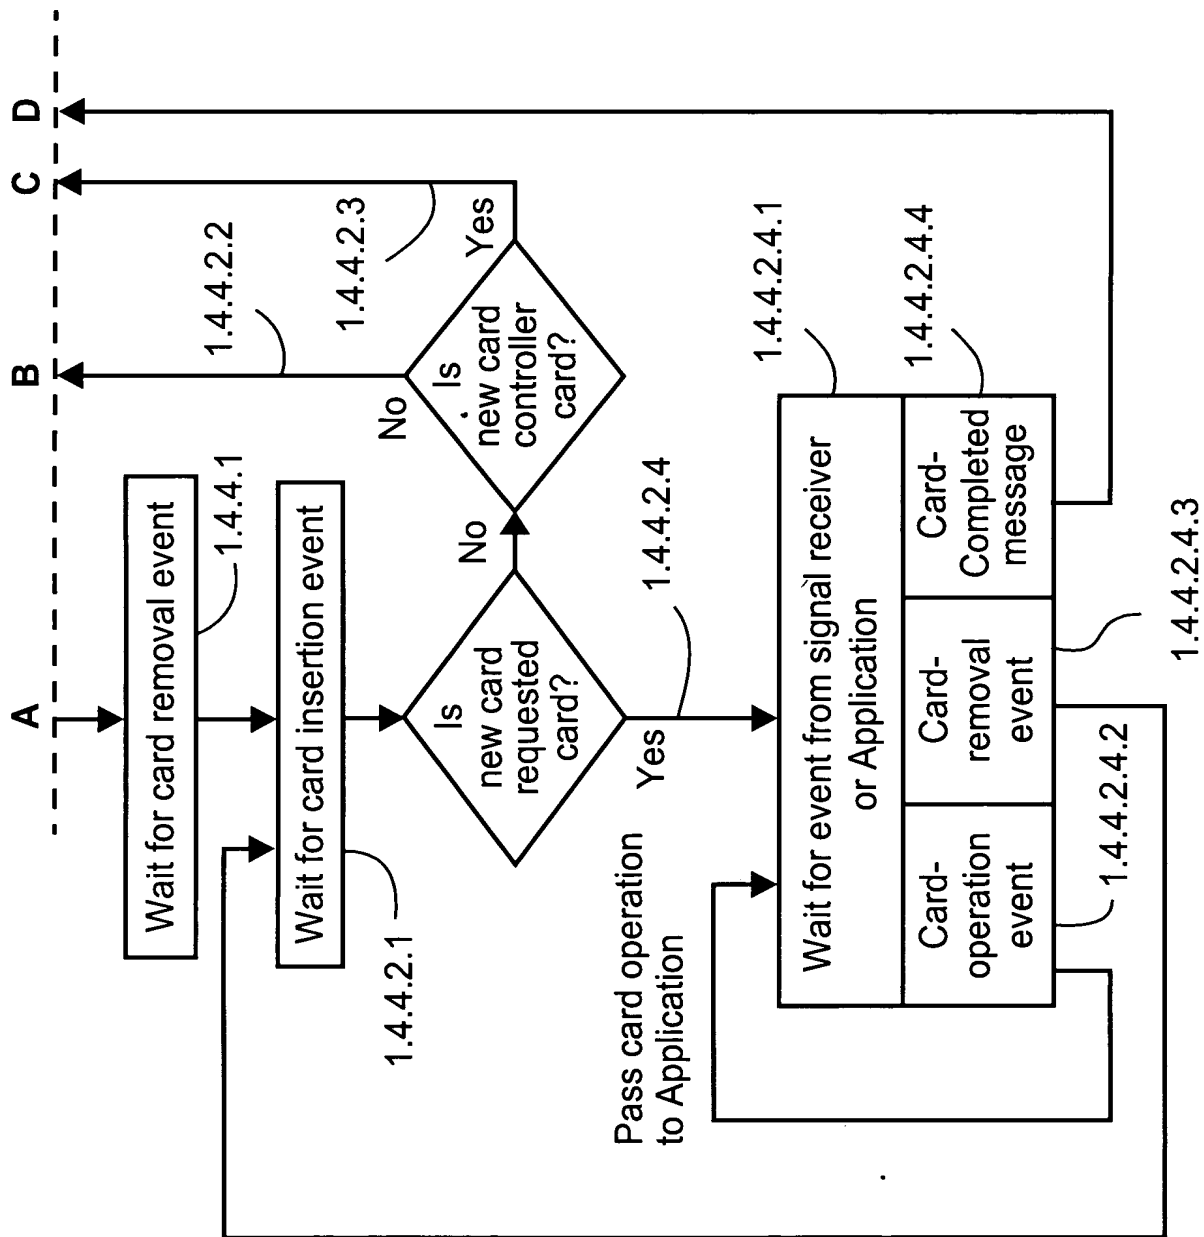 A
B
C
D
Wait for card removal event
1.4.4.1
Wait for card insertion event
1.4.4.2.1
Is
new card
requested
card?
No
Yes
Is
new card
controller
card?
No
Yes
1.4.4.2.2
1.4.4.2.3
1.4.4.2.4
Pass card operation
to Application
Wait for event from signal receiver
or Application
1.4.4.2.4.1
Card-
operation
event
1.4.4.2.4.2
Card-
removal
event
1.4.4.2.4.3
Card-
Completed
message
1.4.4.2.4.4